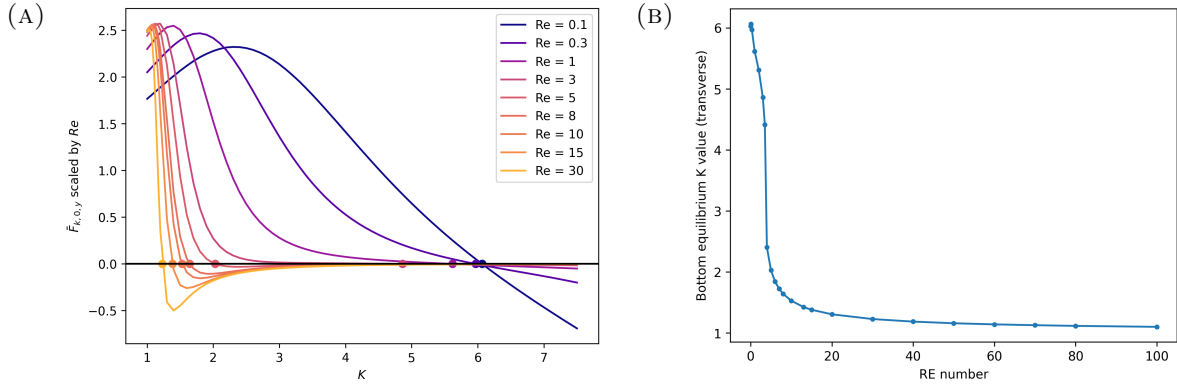 (A)
F̄k,0,y scaled by Re
2.5
2.0
1.5
1.0
0.5
0.0
−0.5
1 2 3 4 5 6 7
K
Re = 0.1
Re = 0.3
Re = 1
Re = 3
Re = 5
Re = 8
Re = 10
Re = 15
Re = 30
(B)
Bottom equilibrium K value (transverse)
6
5
4
3
2
1
0 20 40 60 80 100
RE number